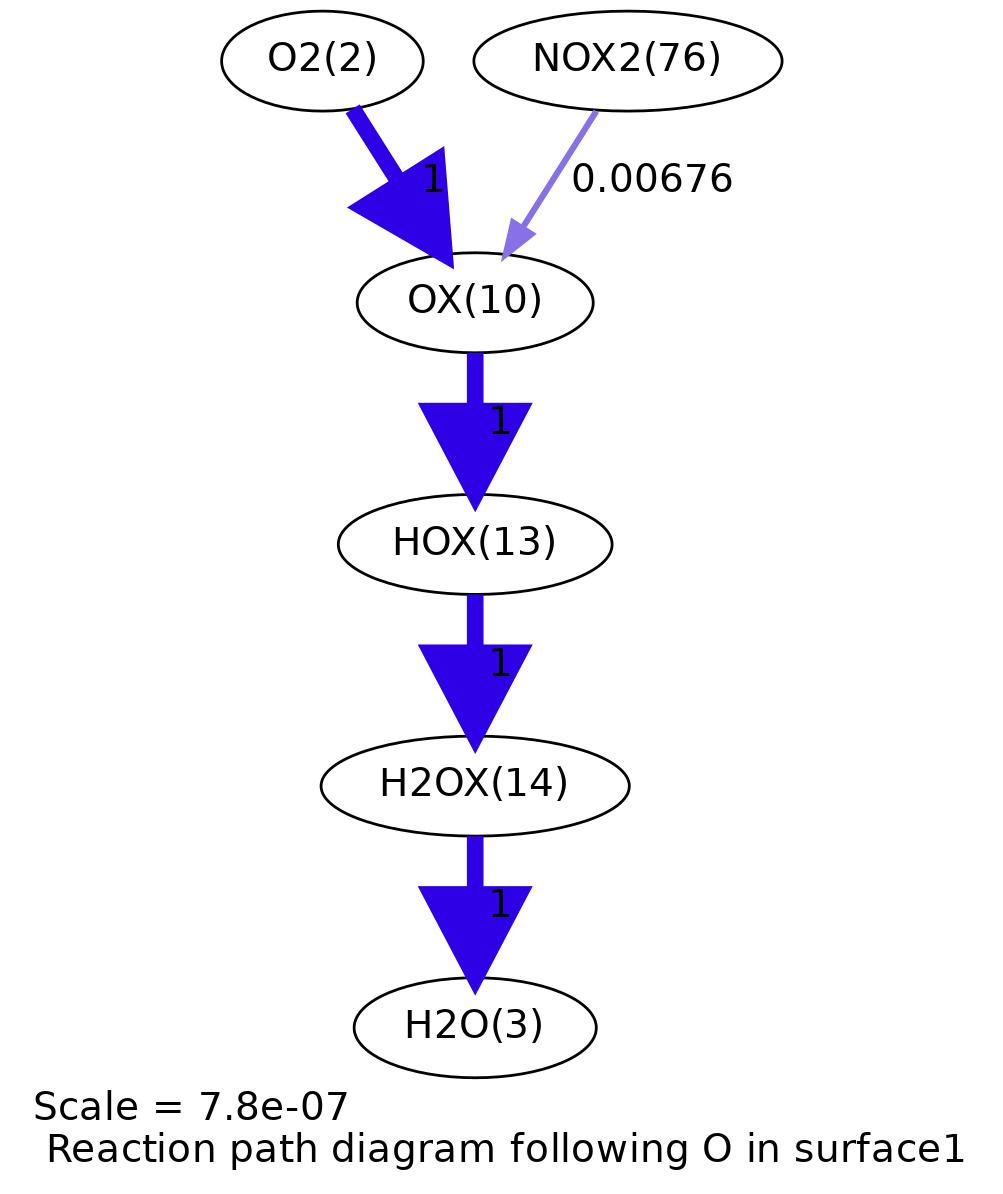 O2(2)
NOX2(76)
1
0.00676
OX(10)
1
HOX(13)
1
H2OX(14)
1
H2O(3)
Scale = 7.8e-07
Reaction path diagram following O in surface1